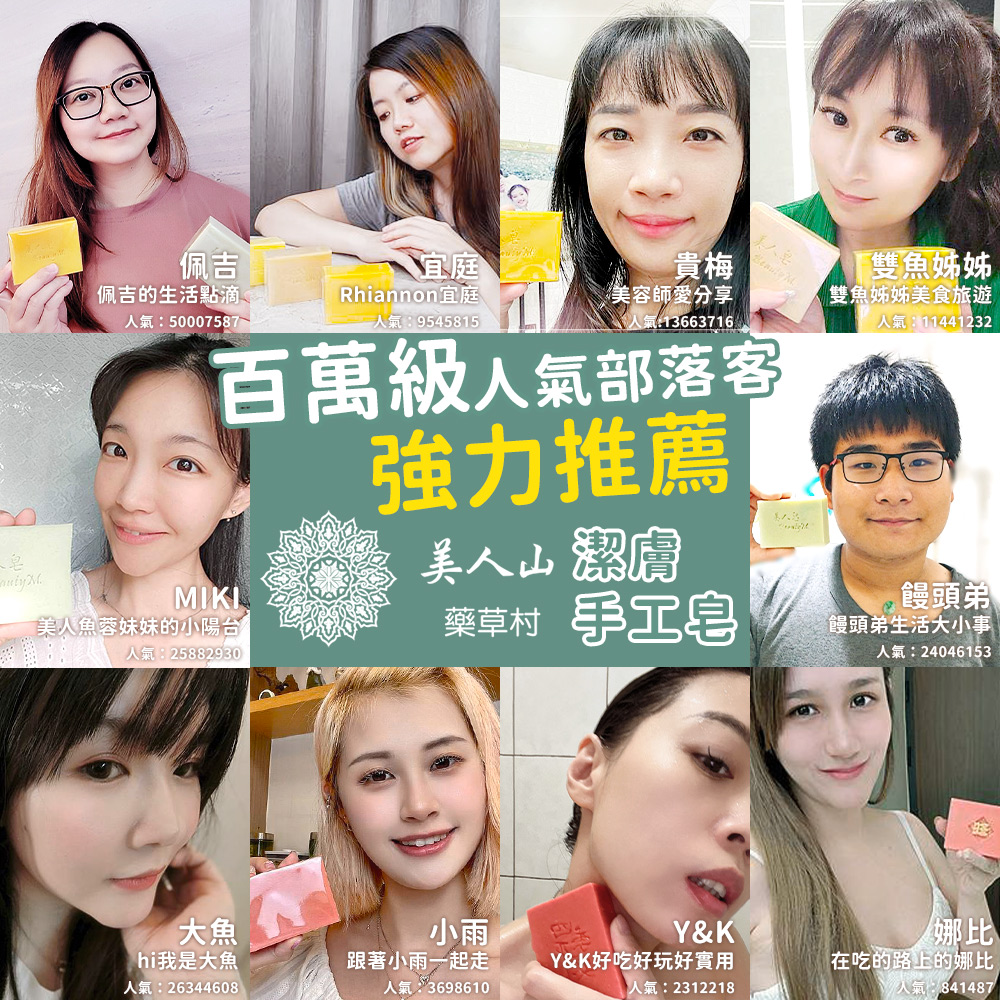 佩吉
佩吉的生活點滴
人氣：50007587
宜庭
Rhiannon宜庭
人氣：9545815
貴梅
美容師愛分享
人氣:13663716
雙魚姊姊
雙魚姊姊美食旅遊
人氣：11441232
百萬級人氣部落客
強力推薦
美人山 潔膚
藥草村 手工皂
MIKI
美人魚蓉妹妹的小陽台
人氣：25882930
饅頭弟
饅頭弟生活大小事
人氣：24046153
大魚
hi我是大魚
人氣：26344608
小雨
跟著小雨一起走
人氣：3698610
Y&K
Y&K好吃好玩好實用
人氣：2312218
娜比
在吃的路上的娜比
人氣：841487